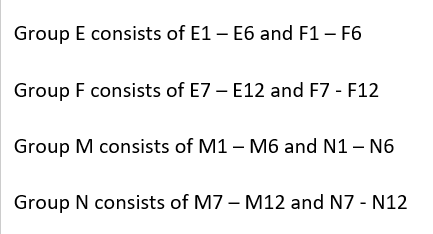 Group E consists of E1 – E6 and F1 – F6
Group F consists of E7 – E12 and F7 - F12
Group M consists of M1 – M6 and N1 – N6
Group N consists of M7 – M12 and N7 - N12